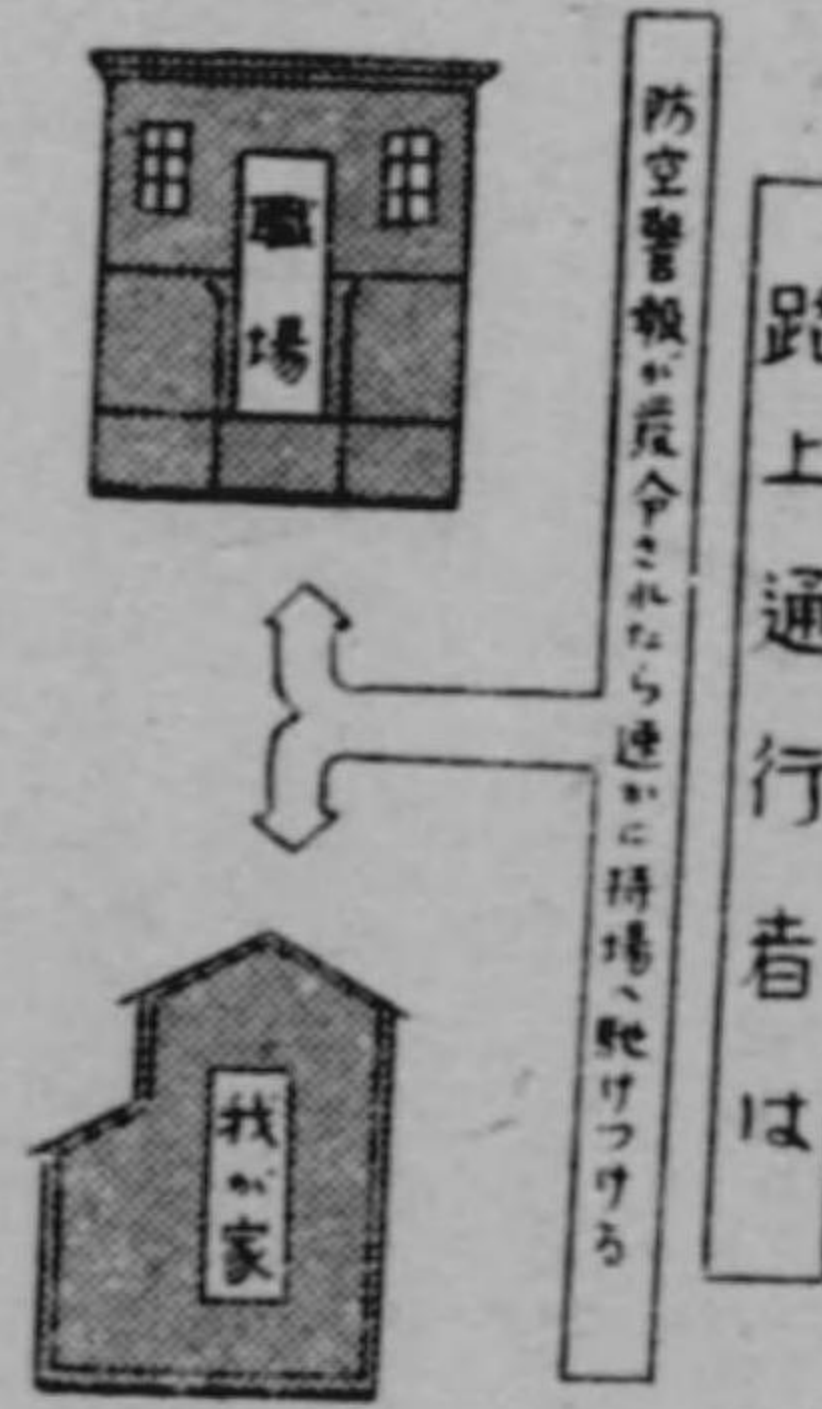 路上通行者は
防空警報が発令されたら速かに持場へ馳けつける
職場
我が家